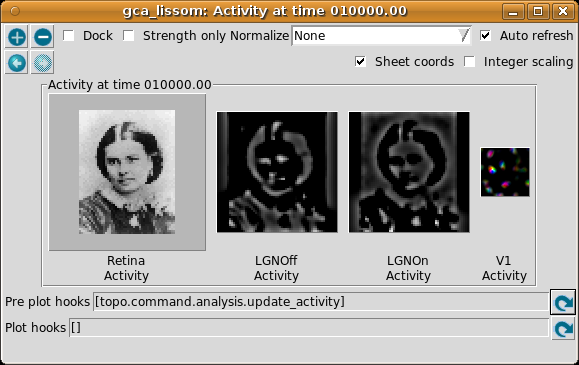 gca_lissom: Activity at time 010000.00
Dock Strength only Normalize None Auto refresh
Sheet coords Integer scaling
Activity at time 010000.00
Retina Activity
LGNOff Activity
LGNOn Activity
V1 Activity
Pre plot hooks [topo.command.analysis.update_activity]
Plot hooks []